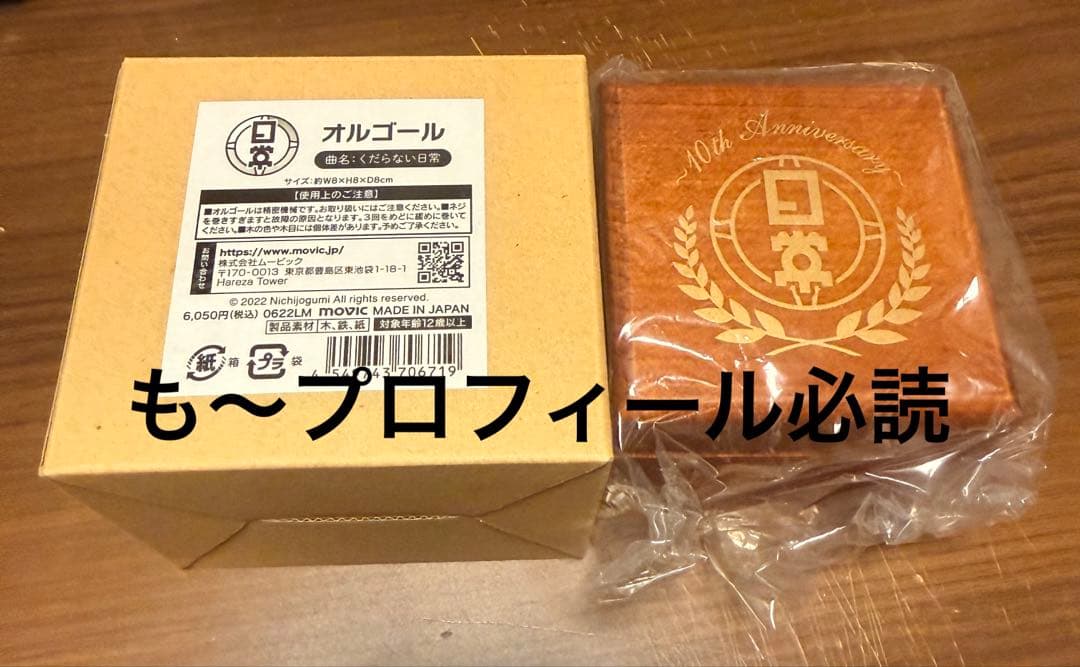 日常
オルゴール
曲名：くだらない日常
サイズ：約W8×H8×D8cm
【使用上のご注意】
■オルゴールは精密機械です。お取り扱いにはご注意ください。■ネジ
を巻きすぎますと故障の原因となります。3回をめどに緩めに巻いて
ください。■木の色や木目には個体差があります。予めご了承ください。
お問い合わせ
https://www.movic.jp/
株式会社ムービック
〒170-0013 東京都豊島区東池袋1-18-1
Hareza Tower
© 2022 Nichijogumi All rights reserved.
6,050円(税込) 0622LM movic MADE IN JAPAN
製品素材 木、鉄、紙 対象年齢12歳以上
紙 箱 プラ 袋
706719
~10th Anniversary~
日常
も〜プロフィール必読